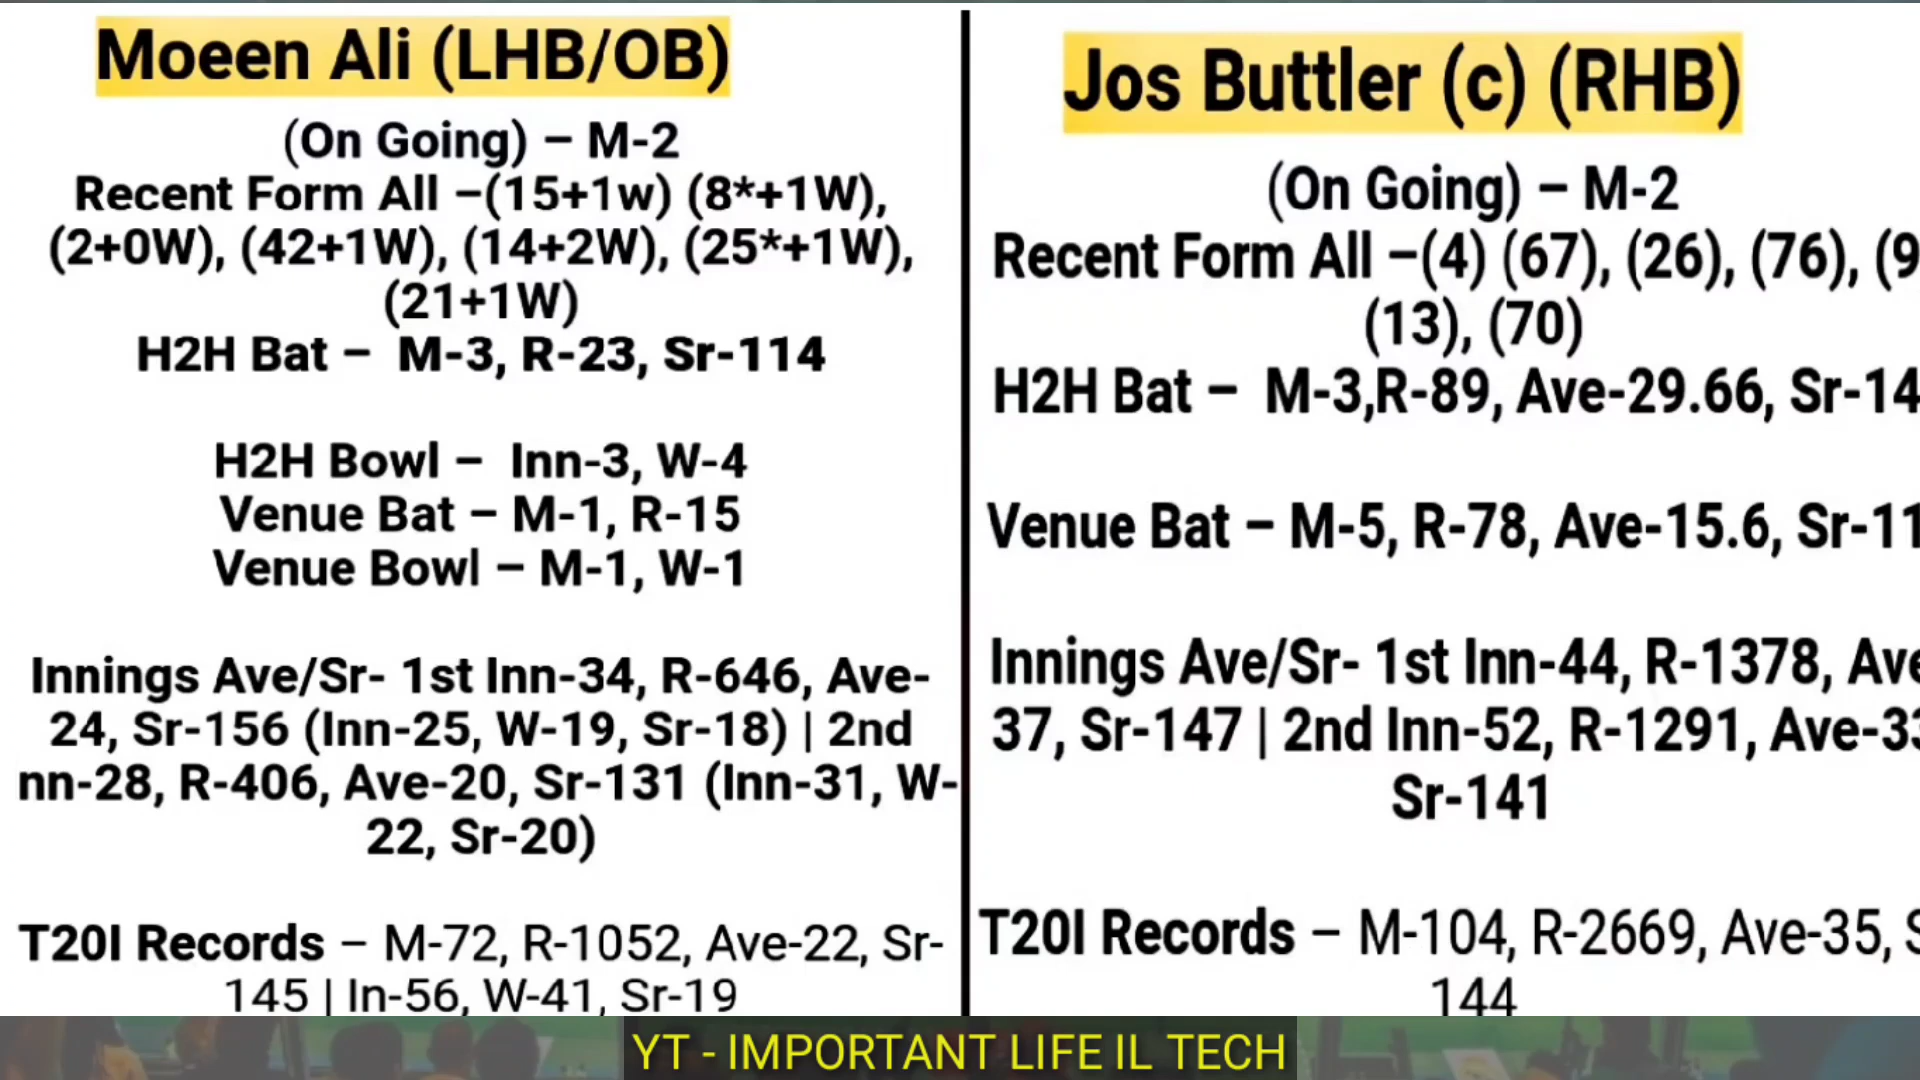 Moeen Ali (LHB/OB)
(On Going) – M-2
Recent Form All –(15+1w) (8*+1W),
(2+0W), (42+1W), (14+2W), (25*+1W),
(21+1W)
H2H Bat – M-3, R-23, Sr-114
H2H Bowl – Inn-3, W-4
Venue Bat – M-1, R-15
Venue Bowl – M-1, W-1
Innings Ave/Sr- 1st Inn-34, R-646, Ave-
24, Sr-156 (Inn-25, W-19, Sr-18) | 2nd
nn-28, R-406, Ave-20, Sr-131 (Inn-31, W-
22, Sr-20)
T20I Records – M-72, R-1052, Ave-22, Sr-
145 | In-56, W-41, Sr-19
Jos Buttler (c) (RHB)
(On Going) – M-2
Recent Form All –(4) (67), (26), (76), (9
(13), (70)
H2H Bat – M-3,R-89, Ave-29.66, Sr-14
Venue Bat – M-5, R-78, Ave-15.6, Sr-11
Innings Ave/Sr- 1st Inn-44, R-1378, Ave
37, Sr-147 | 2nd Inn-52, R-1291, Ave-33
Sr-141
T20I Records – M-104, R-2669, Ave-35, S
144
YT - IMPORTANT LIFE IL TECH